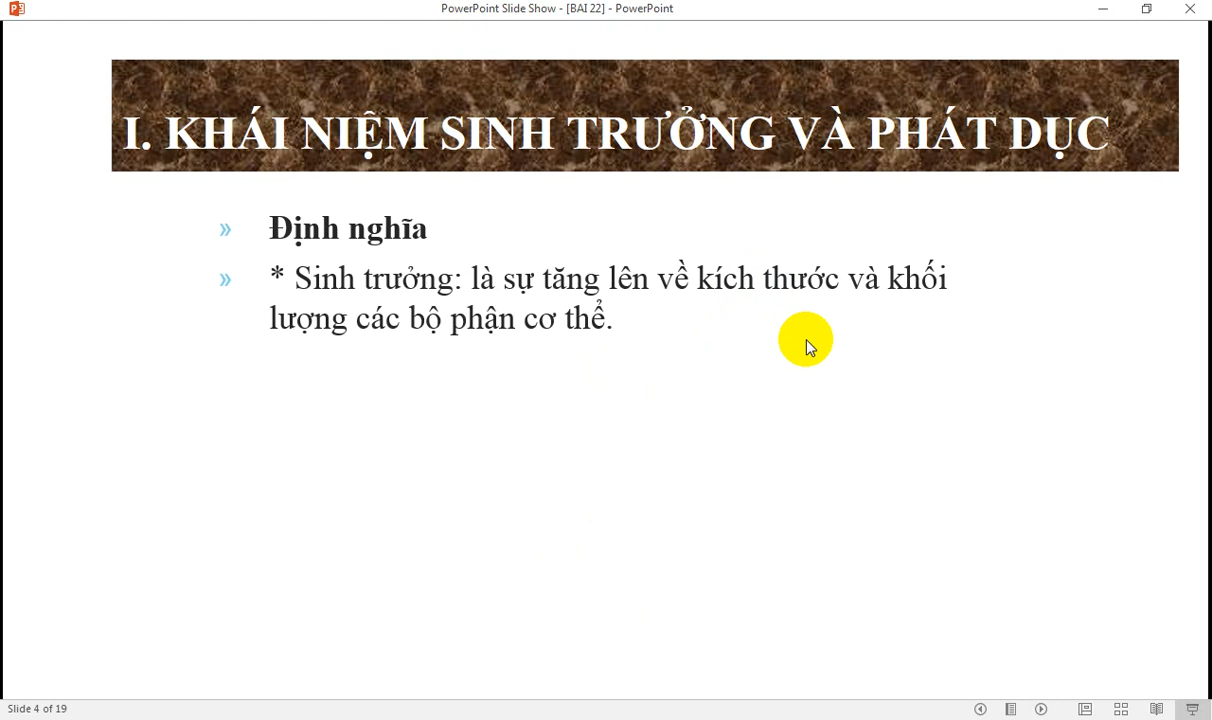 PowerPoint Slide Show - [BAI 22] - PowerPoint
I. KHÁI NIỆM SINH TRƯỞNG VÀ PHÁT DỤC
» Định nghĩa
» * Sinh trưởng: là sự tăng lên về kích thước và khối
lượng các bộ phận cơ thể.
Slide 4 of 19